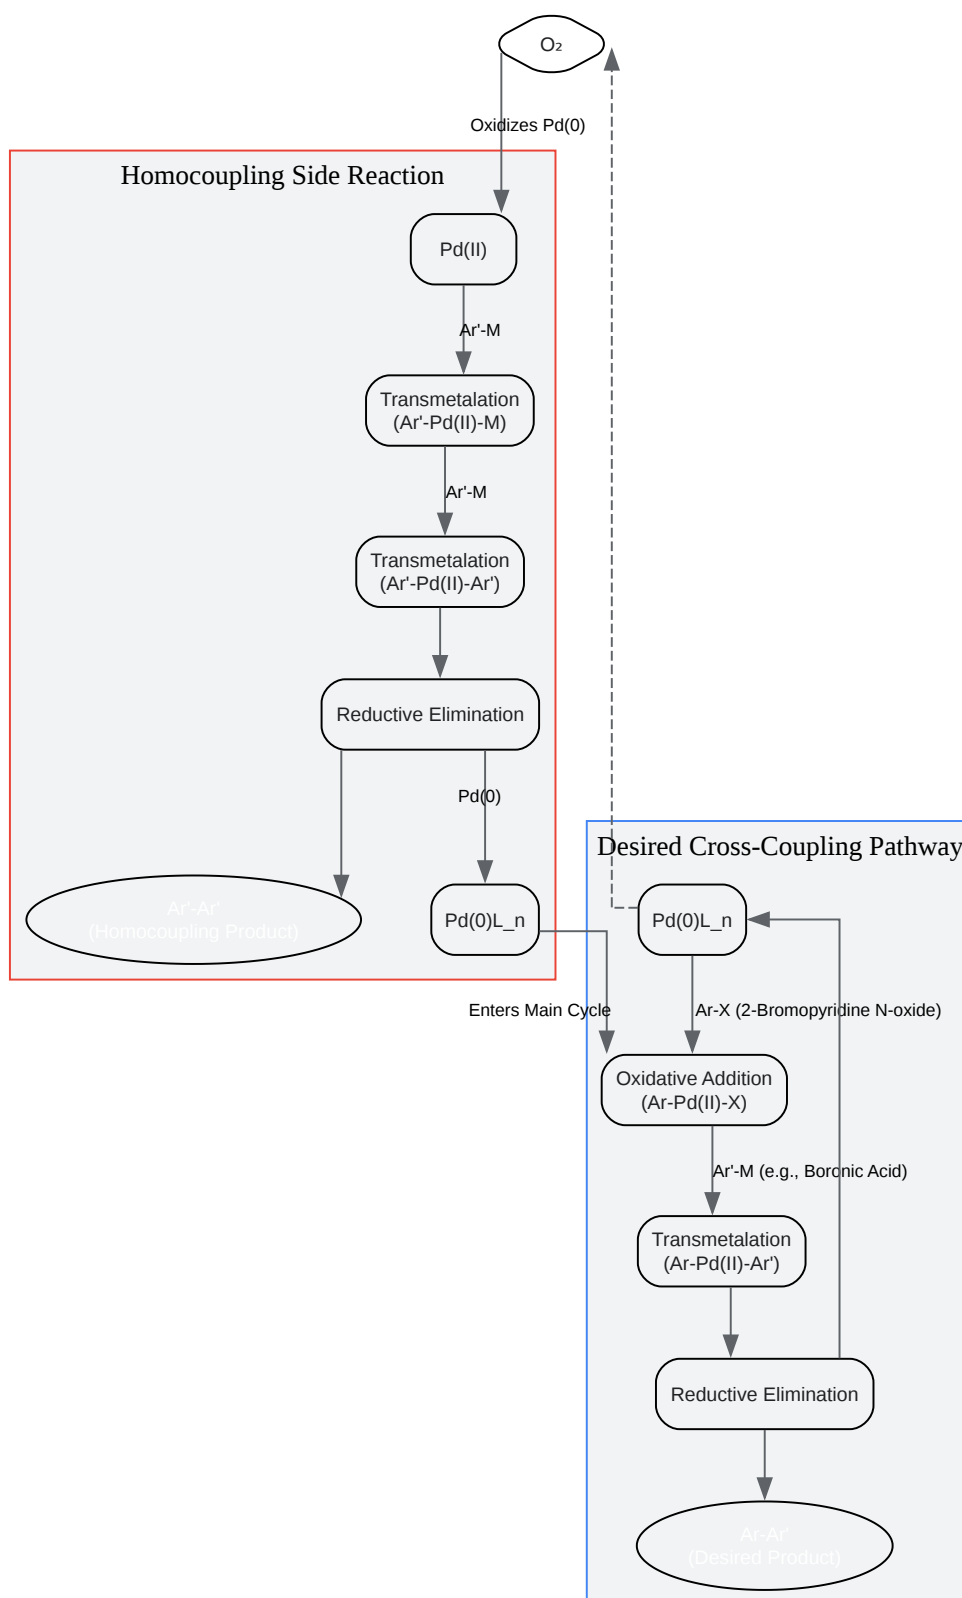 O₂
Oxidizes Pd(0)
Homocoupling Side Reaction
Pd(II)
Ar'-M
Transmetalation
(Ar'-Pd(II)-M)
Ar'-M
Transmetalation
(Ar'-Pd(II)-Ar')
Reductive Elimination
Pd(0)
Ar'-Ar'
(Homocoupling Product)
Pd(0)L_n
Enters Main Cycle
Desired Cross-Coupling Pathway
Pd(0)L_n
Ar-X (2-Bromopyridine N-oxide)
Oxidative Addition
(Ar-Pd(II)-X)
Ar'-M (e.g., Boronic Acid)
Transmetalation
(Ar-Pd(II)-Ar')
Reductive Elimination
Ar-Ar'
(Desired Product)